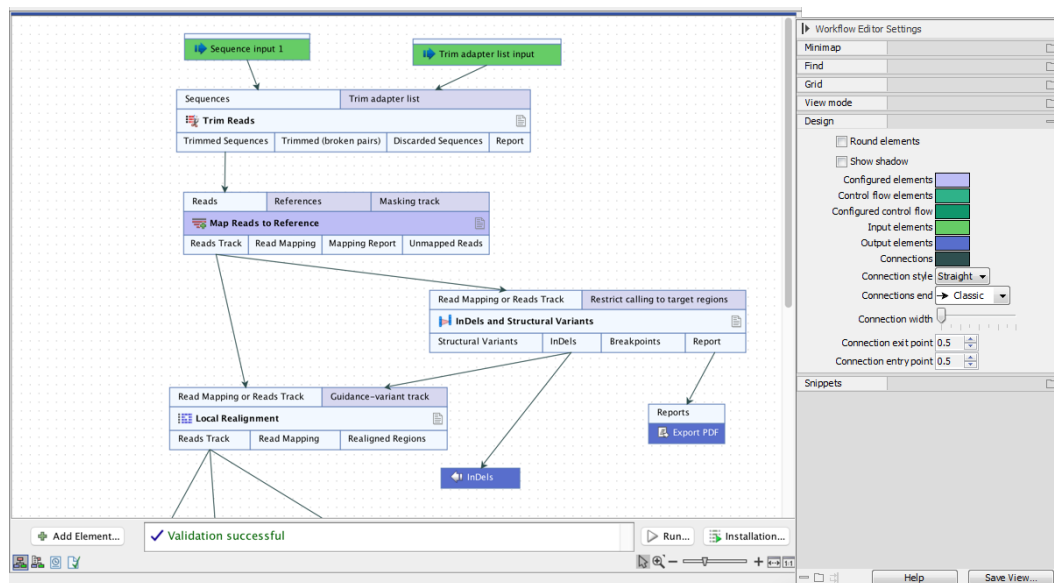 Sequence input 1
Trim adapter list input
Sequences Trim adapter list
Trim Reads
Trimmed Sequences Trimmed (broken pairs) Discarded Sequences Report
Reads References Masking track
Map Reads to Reference
Reads Track Read Mapping Mapping Report Unmapped Reads
Read Mapping or Reads Track Restrict calling to target regions
InDels and Structural Variants
Structural Variants InDels Breakpoints Report
Read Mapping or Reads Track Guidance-variant track
Local Realignment
Reads Track Read Mapping Realigned Regions
Reports
Export PDF
InDels
Add Element...
Validation successful
Run...
Installation...
1:1
Workflow Editor Settings
Minimap
Find
Grid
View mode
Design
Round elements
Show shadow
Configured elements
Control flow elements
Configured control flow
Input elements
Output elements
Connections
Connection style Straight
Connections end Classic
Connection width
Connection exit point 0.5
Connection entry point 0.5
Snippets
Help
Save View...